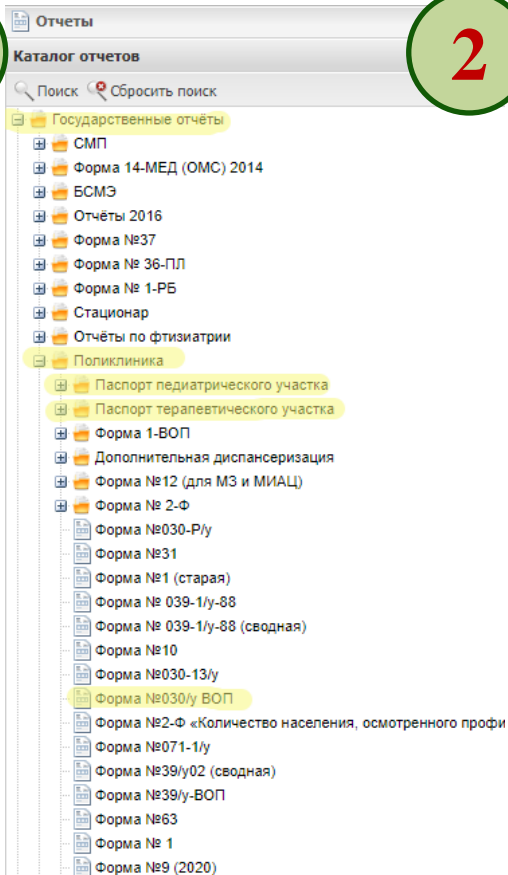 Отчеты
2
Каталог отчетов
Поиск Сбросить поиск
Государственные отчёты
СМП
Форма 14-МЕД (ОМС) 2014
БСМЭ
Отчёты 2016
Форма №37
Форма № 36-ПЛ
Форма № 1-РБ
Стационар
Отчёты по фтизиатрии
Поликлиника
Паспорт педиатрического участка
Паспорт терапевтического участка
Форма 1-ВОП
Дополнительная диспансеризация
Форма №12 (для МЗ и МИАЦ)
Форма № 2-Ф
Форма №030-Р/у
Форма №31
Форма №1 (старая)
Форма № 039-1/у-88
Форма № 039-1/у-88 (сводная)
Форма №10
Форма №030-13/у
Форма №030/у ВОП
Форма №2-Ф «Количество населения, осмотренного профи
Форма №071-1/у
Форма №39/у02 (сводная)
Форма №39/у-ВОП
Форма №63
Форма № 1
Форма №9 (2020)